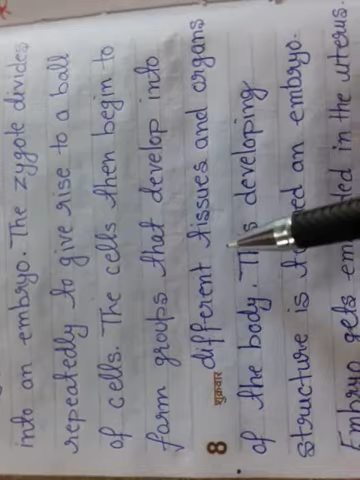 into an embryo. The zygote divides
repeatedly to give rise to a ball
of cells. The cells then begin to
form groups that develop into
8 शुक्रवार different tissues and organs
of the body. developing
structure is an embryo.
Embryo gets in the uterus.